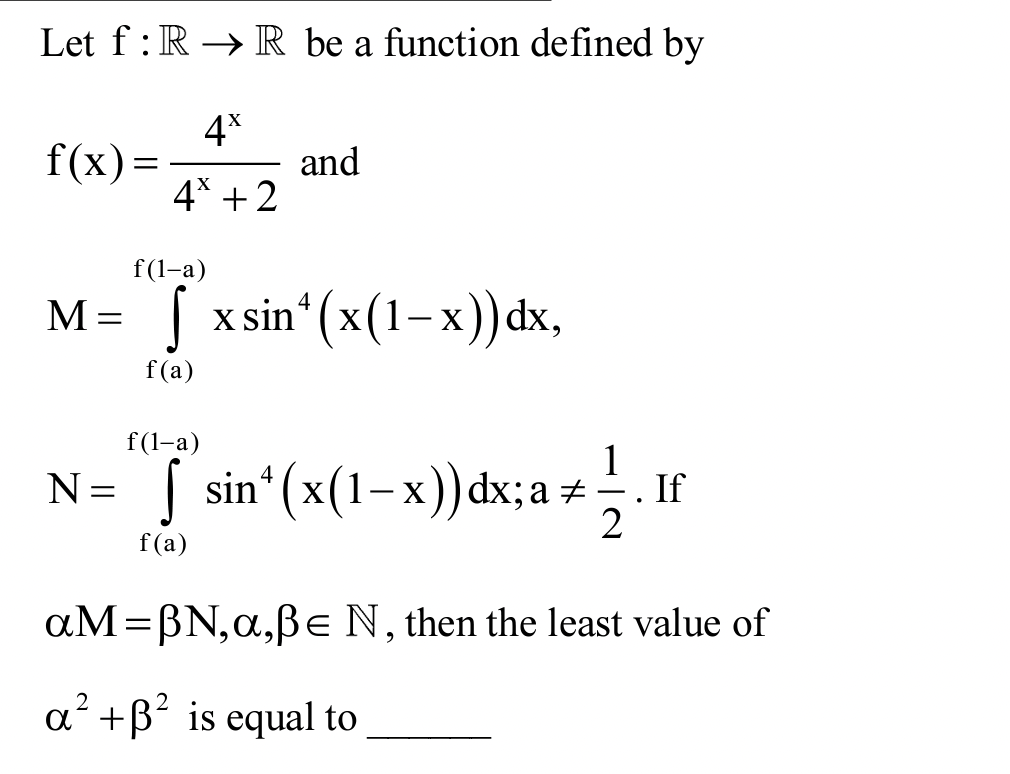 Let f : ℝ → ℝ be a function defined by
f(x) = 4^x / (4^x + 2) and
M = ∫_{f(a)}^{f(1–a)} x sin⁴(x(1–x))dx,
N = ∫_{f(a)}^{f(1–a)} sin⁴(x(1–x))dx; a ≠ 1/2. If
αM = βN, α, β ∈ ℕ, then the least value of
α² + β² is equal to ______